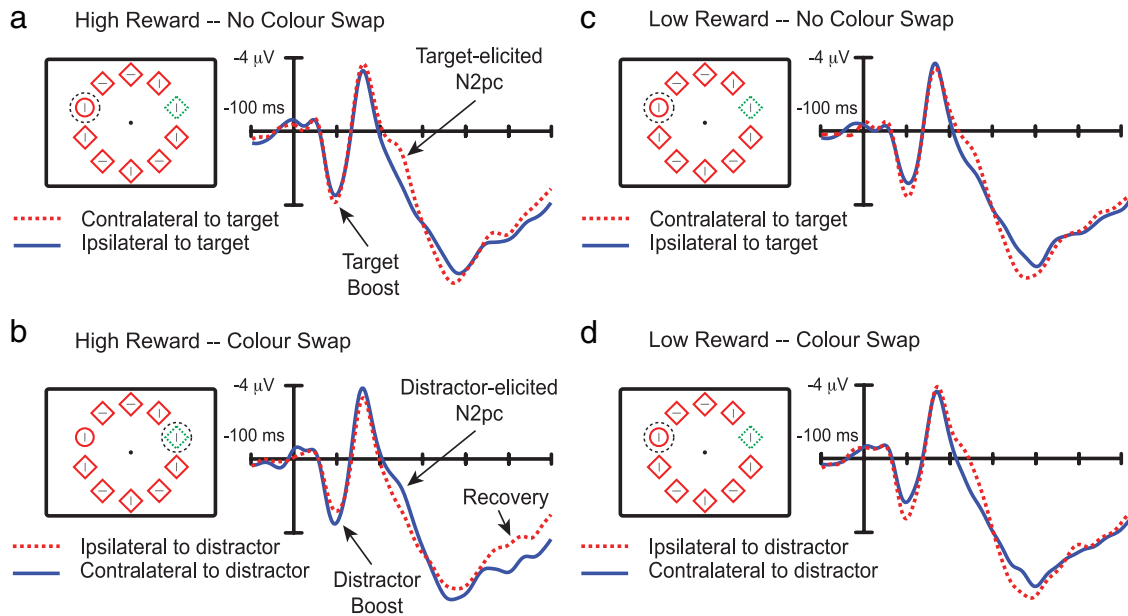 a
High Reward -- No Colour Swap
-4 µV
-100 ms
Target-elicited
N2pc
Contralateral to target
Ipsilateral to target
Target
Boost
c
Low Reward -- No Colour Swap
-4 µV
-100 ms
Contralateral to target
Ipsilateral to target
b
High Reward -- Colour Swap
-4 µV
-100 ms
Distractor-elicited
N2pc
Recovery
Ipsilateral to distractor
Contralateral to distractor
Distractor
Boost
d
Low Reward -- Colour Swap
-4 µV
-100 ms
Ipsilateral to distractor
Contralateral to distractor